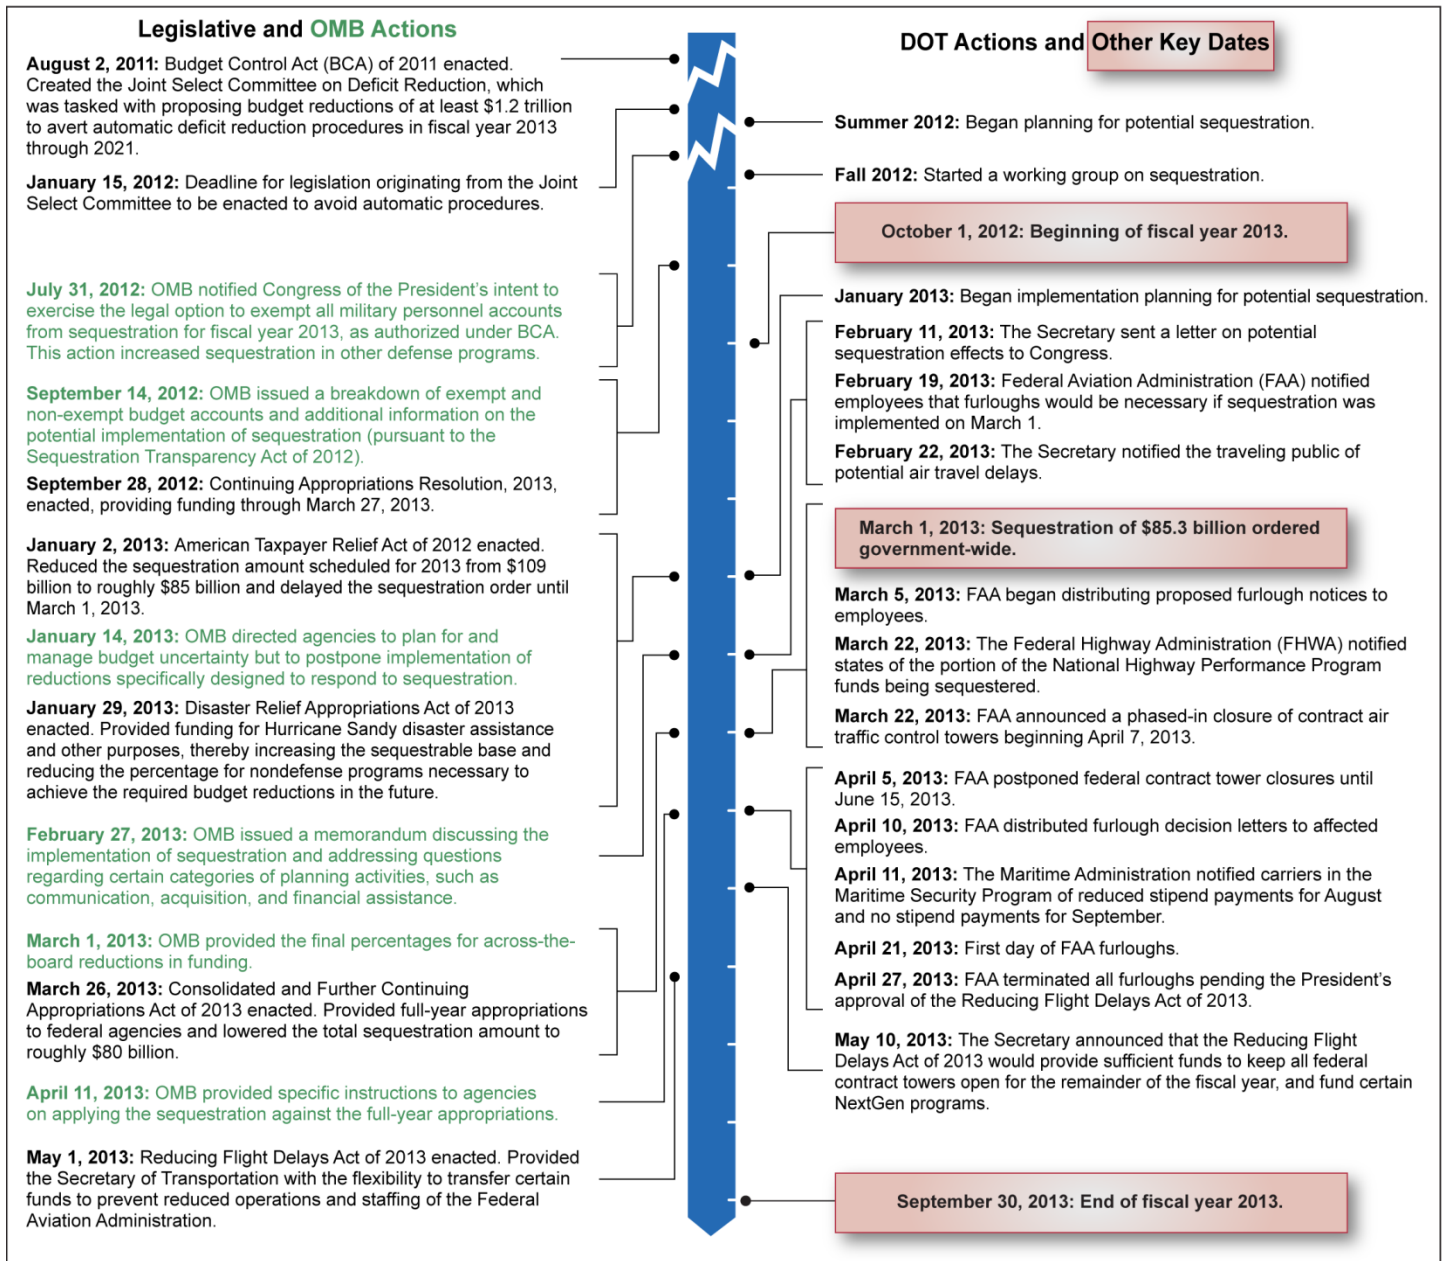 Legislative and OMB Actions
August 2, 2011: Budget Control Act (BCA) of 2011 enacted.
Created the Joint Select Committee on Deficit Reduction, which
was tasked with proposing budget reductions of at least $1.2 trillion
to avert automatic deficit reduction procedures in fiscal year 2013
through 2021.
January 15, 2012: Deadline for legislation originating from the Joint
Select Committee to be enacted to avoid automatic procedures.
July 31, 2012: OMB notified Congress of the President's intent to
exercise the legal option to exempt all military personnel accounts
from sequestration for fiscal year 2013, as authorized under BCA.
This action increased sequestration in other defense programs.
September 14, 2012: OMB issued a breakdown of exempt and
non-exempt budget accounts and additional information on the
potential implementation of sequestration (pursuant to the
Sequestration Transparency Act of 2012).
September 28, 2012: Continuing Appropriations Resolution, 2013,
enacted, providing funding through March 27, 2013.
January 2, 2013: American Taxpayer Relief Act of 2012 enacted.
Reduced the sequestration amount scheduled for 2013 from $109
billion to roughly $85 billion and delayed the sequestration order until
March 1, 2013.
January 14, 2013: OMB directed agencies to plan for and
manage budget uncertainty but to postpone implementation of
reductions specifically designed to respond to sequestration.
January 29, 2013: Disaster Relief Appropriations Act of 2013
enacted. Provided funding for Hurricane Sandy disaster assistance
and other purposes, thereby increasing the sequestrable base and
reducing the percentage for nondefense programs necessary to
achieve the required budget reductions in the future.
February 27, 2013: OMB issued a memorandum discussing the
implementation of sequestration and addressing questions
regarding certain categories of planning activities, such as
communication, acquisition, and financial assistance.
March 1, 2013: OMB provided the final percentages for across-the-
board reductions in funding.
March 26, 2013: Consolidated and Further Continuing
Appropriations Act of 2013 enacted. Provided full-year appropriations
to federal agencies and lowered the total sequestration amount to
roughly $80 billion.
April 11, 2013: OMB provided specific instructions to agencies
on applying the sequestration against the full-year appropriations.
May 1, 2013: Reducing Flight Delays Act of 2013 enacted. Provided
the Secretary of Transportation with the flexibility to transfer certain
funds to prevent reduced operations and staffing of the Federal
Aviation Administration.
DOT Actions and Other Key Dates
Summer 2012: Began planning for potential sequestration.
Fall 2012: Started a working group on sequestration.
October 1, 2012: Beginning of fiscal year 2013.
January 2013: Began implementation planning for potential sequestration.
February 11, 2013: The Secretary sent a letter on potential
sequestration effects to Congress.
February 19, 2013: Federal Aviation Administration (FAA) notified
employees that furloughs would be necessary if sequestration was
implemented on March 1.
February 22, 2013: The Secretary notified the traveling public of
potential air travel delays.
March 1, 2013: Sequestration of $85.3 billion ordered
government-wide.
March 5, 2013: FAA began distributing proposed furlough notices to
employees.
March 22, 2013: The Federal Highway Administration (FHWA) notified
states of the portion of the National Highway Performance Program
funds being sequestered.
March 22, 2013: FAA announced a phased-in closure of contract air
traffic control towers beginning April 7, 2013.
April 5, 2013: FAA postponed federal contract tower closures until
June 15, 2013.
April 10, 2013: FAA distributed furlough decision letters to affected
employees.
April 11, 2013: The Maritime Administration notified carriers in the
Maritime Security Program of reduced stipend payments for August
and no stipend payments for September.
April 21, 2013: First day of FAA furloughs.
April 27, 2013: FAA terminated all furloughs pending the President's
approval of the Reducing Flight Delays Act of 2013.
May 10, 2013: The Secretary announced that the Reducing Flight
Delays Act of 2013 would provide sufficient funds to keep all federal
contract towers open for the remainder of the fiscal year, and fund certain
NextGen programs.
September 30, 2013: End of fiscal year 2013.